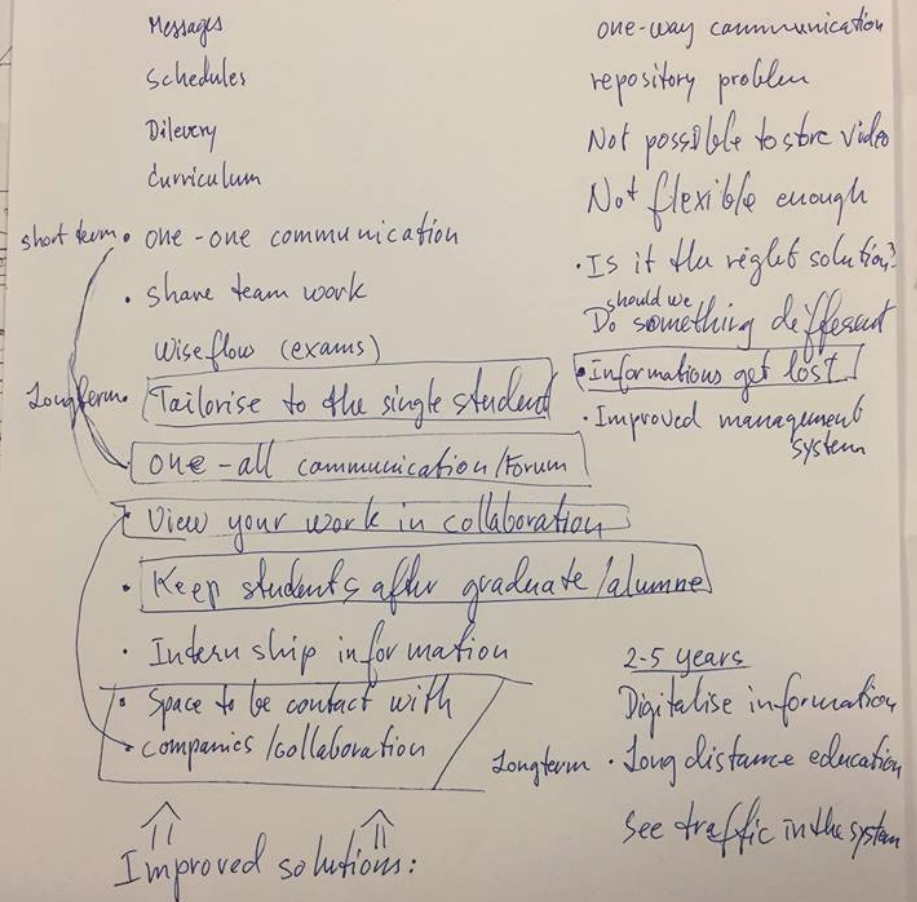 Messages
Schedules
Dilevery
Curriculum
short term • one-one communication
• share team work
Wiseflow (exams)
Longterm • Tailorise to the single student
one-all communication/Forum
View your work in collaboration
• Keep students after graduate/alumne
• Internship information
• Space to be contact with
companies/collaboration
Improved solutions:
one-way communication
repository problem
Not possible to store video
Not flexible enough
• Is it the right solution?
should we
Do something different
• Informations get lost!
• Improved management
system
2-5 years
Digitalise information
Longterm • Long distance education
See traffic in the system